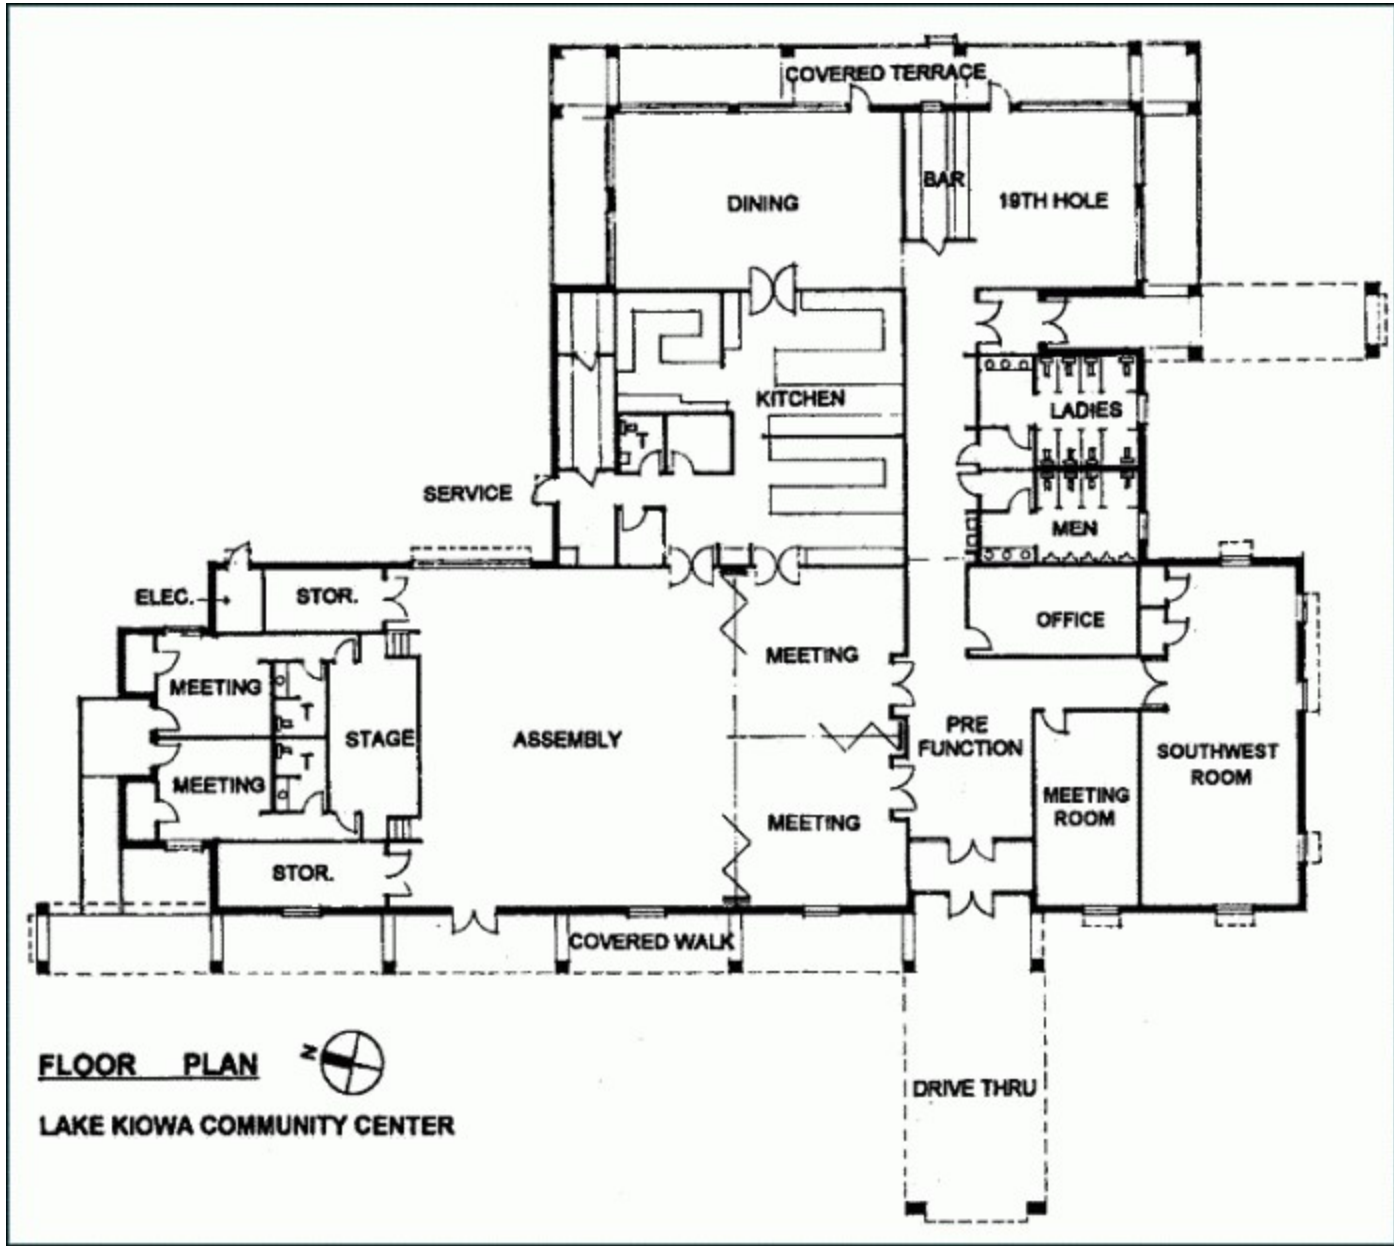 COVERED TERRACE
DINING
BAR
19TH HOLE
KITCHEN
LADIES
T
SERVICE
MEN
ELEC.
STOR.
OFFICE
MEETING
MEETING
T
STAGE
ASSEMBLY
PRE
FUNCTION
SOUTHWEST
ROOM
T
MEETING
MEETING
MEETING
ROOM
STOR.
COVERED WALK
N
FLOOR PLAN
DRIVE THRU
LAKE KIOWA COMMUNITY CENTER